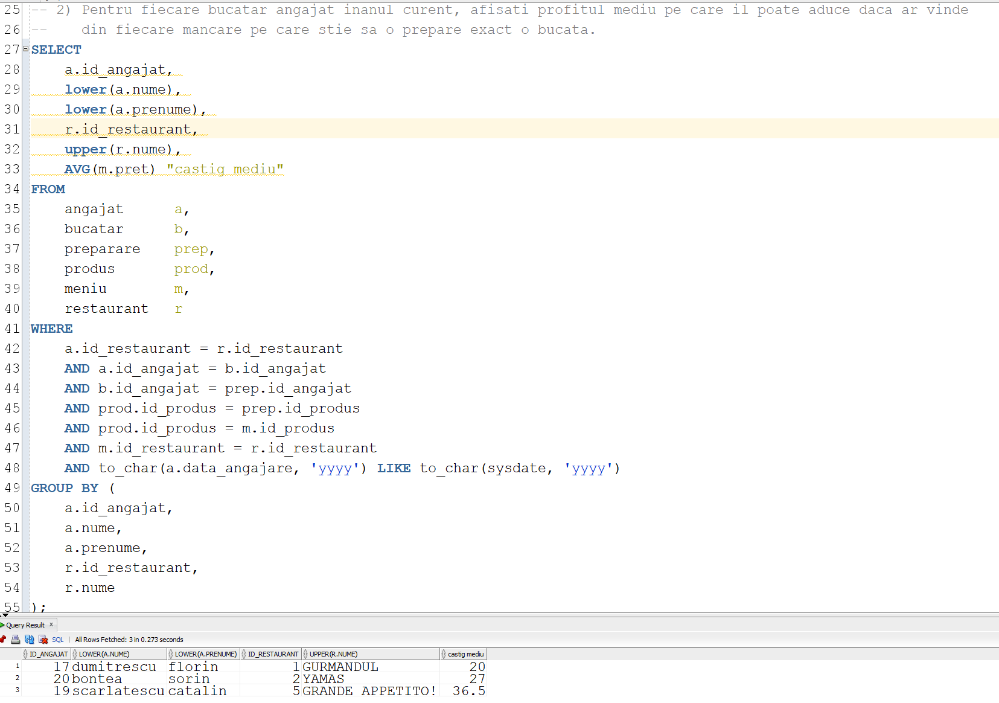 25 -- 2) Pentru fiecare bucatar angajat inanul curent, afisati profitul mediu pe care il poate aduce daca ar vinde
26 --    din fiecare mancare pe care stie sa o prepare exact o bucata.
27 SELECT
28     a.id_angajat,
29     lower(a.nume),
30     lower(a.prenume),
31     r.id_restaurant,
32     upper(r.nume),
33     AVG(m.pret) "castig mediu"
34 FROM
35     angajat      a,
36     bucatar      b,
37     preparare    prep,
38     produs       prod,
39     meniu        m,
40     restaurant   r
41 WHERE
42     a.id_restaurant = r.id_restaurant
43     AND a.id_angajat = b.id_angajat
44     AND b.id_angajat = prep.id_angajat
45     AND prod.id_produs = prep.id_produs
46     AND prod.id_produs = m.id_produs
47     AND m.id_restaurant = r.id_restaurant
48     AND to_char(a.data_angajare, 'yyyy') LIKE to_char(sysdate, 'yyyy')
49 GROUP BY (
50     a.id_angajat,
51     a.nume,
52     a.prenume,
53     r.id_restaurant,
54     r.nume
55 );
Query Result x
SQL | All Rows Fetched: 3 in 0.273 seconds
ID_ANGAJAT LOWER(A.NUME) LOWER(A.PRENUME) ID_RESTAURANT UPPER(R.NUME) castig mediu
1 17 dumitrescu florin 1 GURMANDUL 20
2 20 bontea sorin 2 YAMAS 27
3 19 scarlatescu catalin 5 GRANDE APPETITO! 36.5